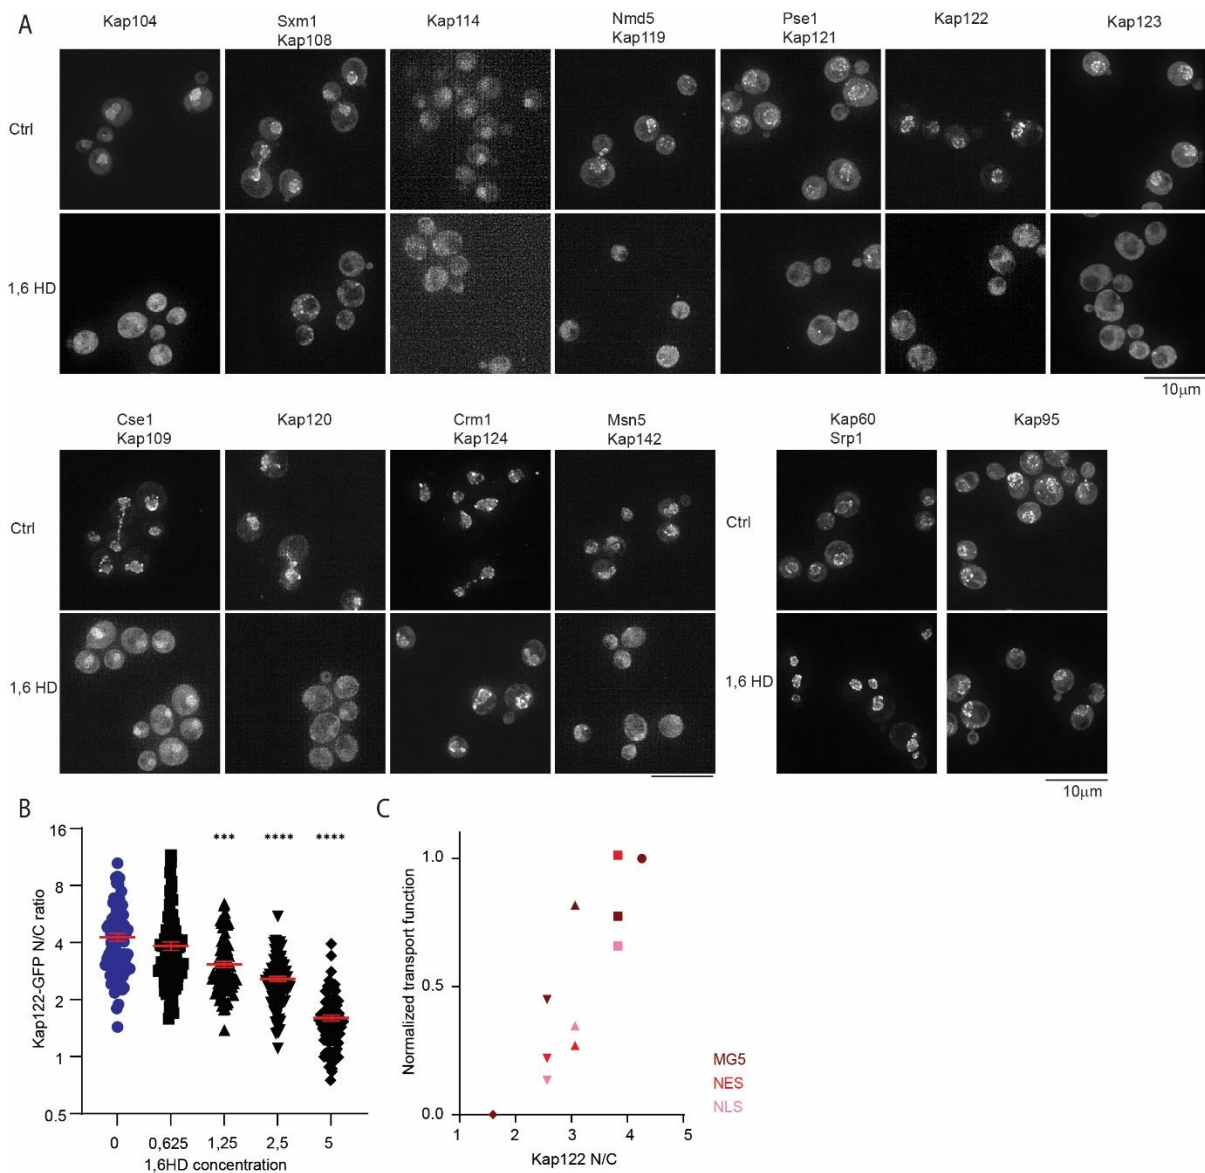 A
Kap104
Sxm1
Kap108
Kap114
Nmd5
Kap119
Pse1
Kap121
Kap122
Kap123
Ctrl
1,6 HD
10μm
Cse1
Kap109
Kap120
Crm1
Kap124
Msn5
Kap142
Kap60
Srp1
Kap95
Ctrl
Ctrl
1,6 HD
1,6 HD
10μm
B
Kap122-GFP N/C ratio
16
8
4
2
1
0.5
*** **** ****
0 0,625 1,25 2,5 5
1,6HD concentration
C
Normalized transport function
1.0
0.5
0.0
1 2 3 4 5
Kap122 N/C
MG5
NES
NLS